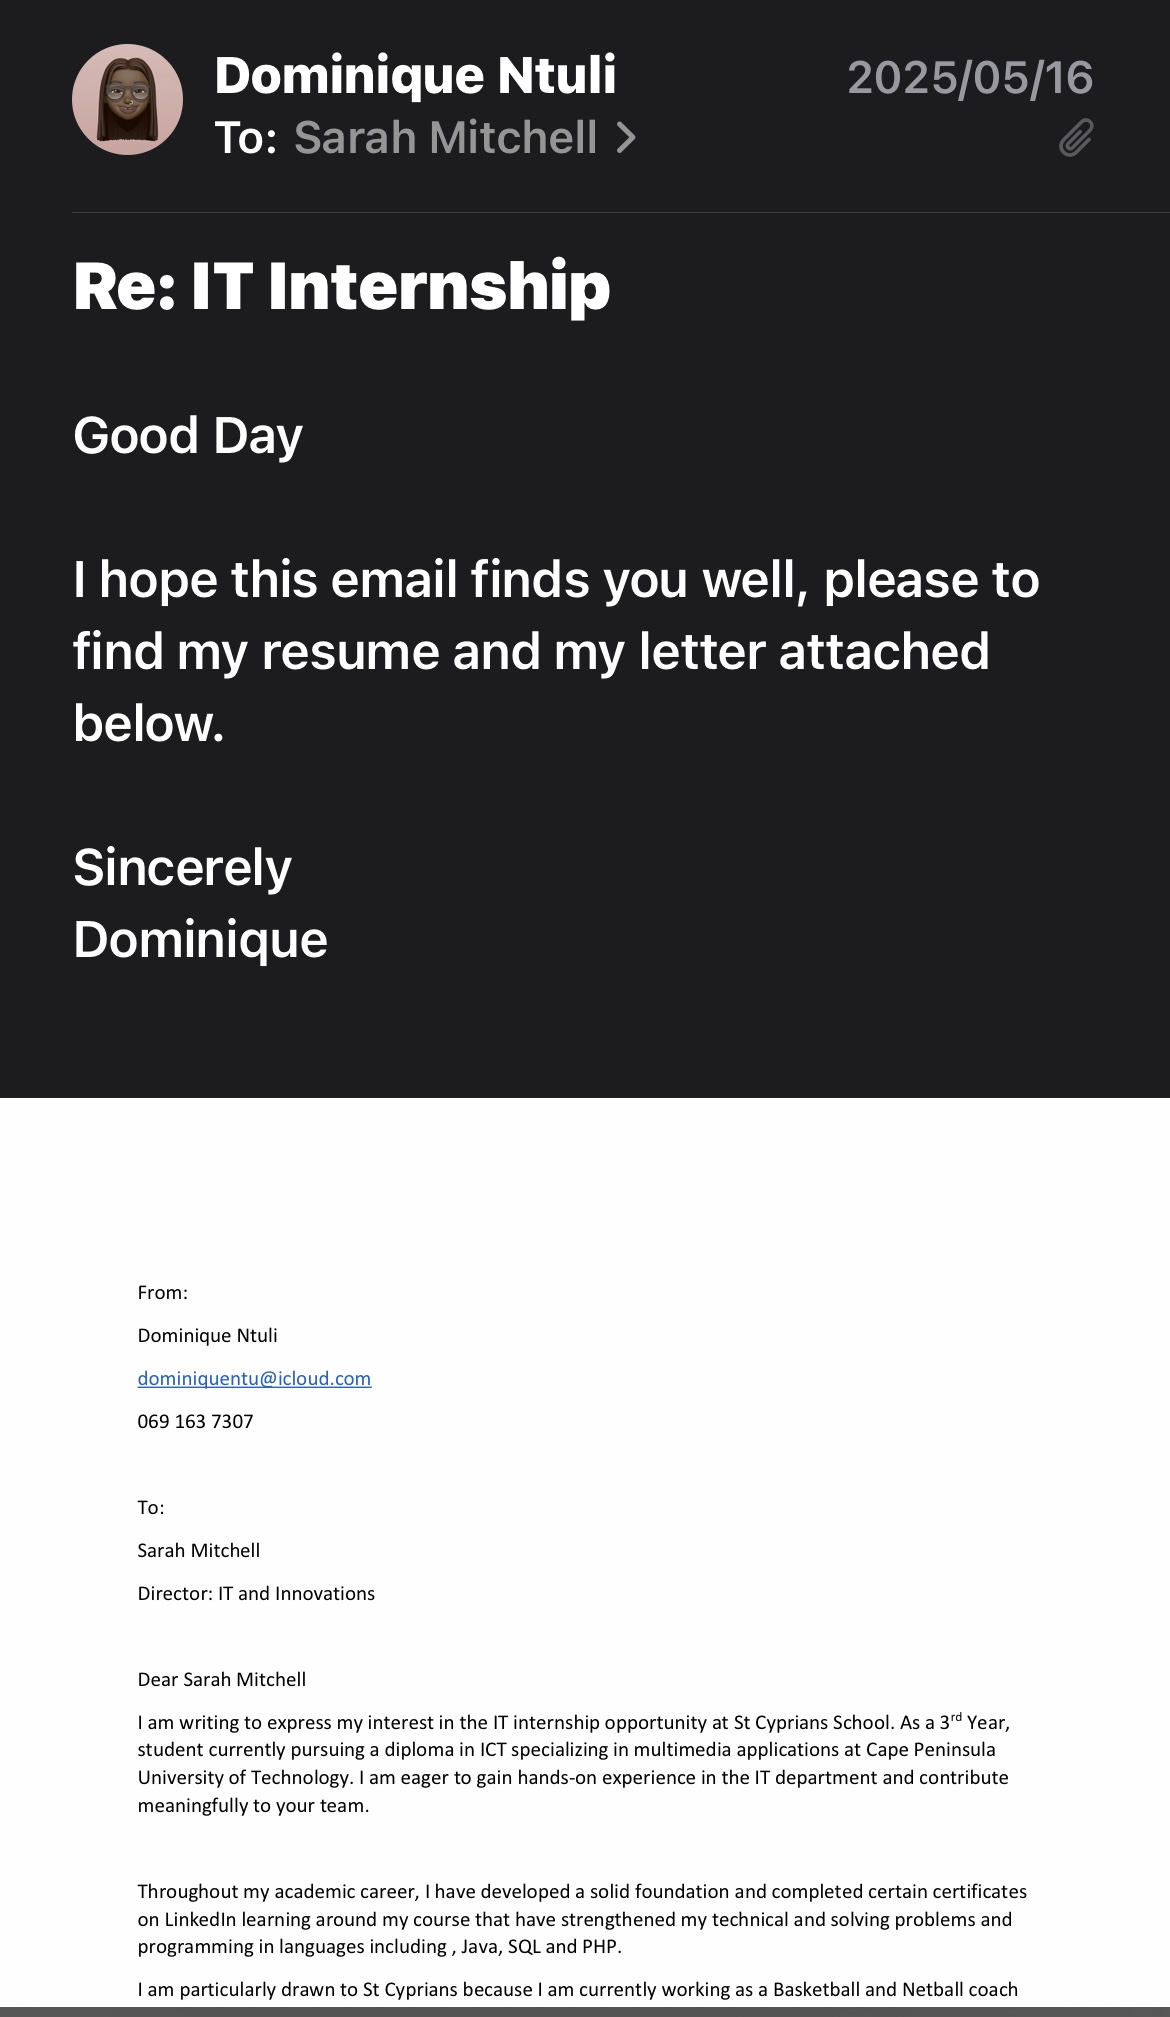 Dominique Ntuli
2025/05/16
To: Sarah Mitchell >
Re: IT Internship
Good Day
I hope this email finds you well, please to
find my resume and my letter attached
below.
Sincerely
Dominique
From:
Dominique Ntuli
dominiquentu@icloud.com
069 163 7307
To:
Sarah Mitchell
Director: IT and Innovations
Dear Sarah Mitchell
I am writing to express my interest in the IT internship opportunity at St Cyprians School. As a 3rd Year,
student currently pursuing a diploma in ICT specializing in multimedia applications at Cape Peninsula
University of Technology. I am eager to gain hands-on experience in the IT department and contribute
meaningfully to your team.
Throughout my academic career, I have developed a solid foundation and completed certain certificates
on LinkedIn learning around my course that have strengthened my technical and solving problems and
programming in languages including , Java, SQL and PHP.
I am particularly drawn to St Cyprians because I am currently working as a Basketball and Netball coach